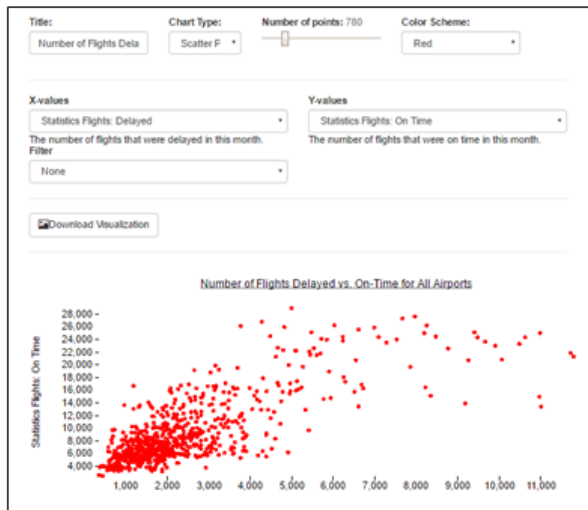 Title: Chart Type: Number of points: 780 Color Scheme:
Number of Flights Dela Scatter P Red
X-values Y-values
Statistics Flights: Delayed Statistics Flights: On Time
The number of flights that were delayed in this month. The number of flights that were on time in this month.
Filter
None
Download Visualization
Number of Flights Delayed vs. On-Time for All Airports
Statistics Flights: On Time
28,000
26,000
24,000
22,000
20,000
18,000
16,000
14,000
12,000
10,000
8,000
6,000
4,000
1,000 2,000 3,000 4,000 5,000 6,000 7,000 8,000 9,000 10,000 11,000